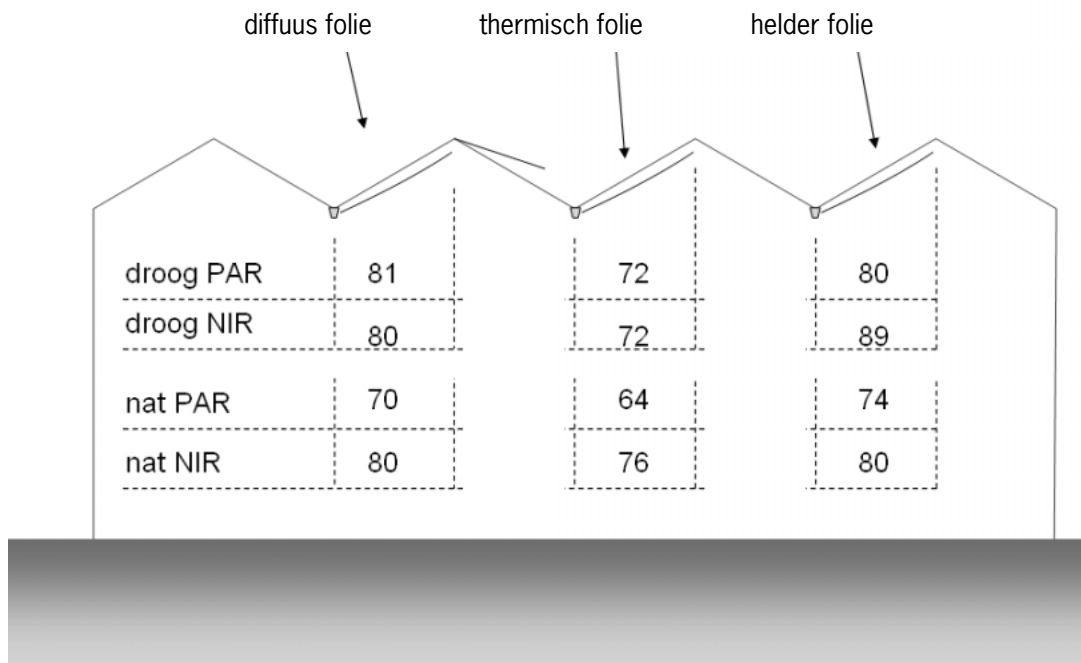 diffuus folie thermisch folie helder folie
droog PAR 81 72 80
droog NIR 80 72 89
nat PAR 70 64 74
nat NIR 80 76 80